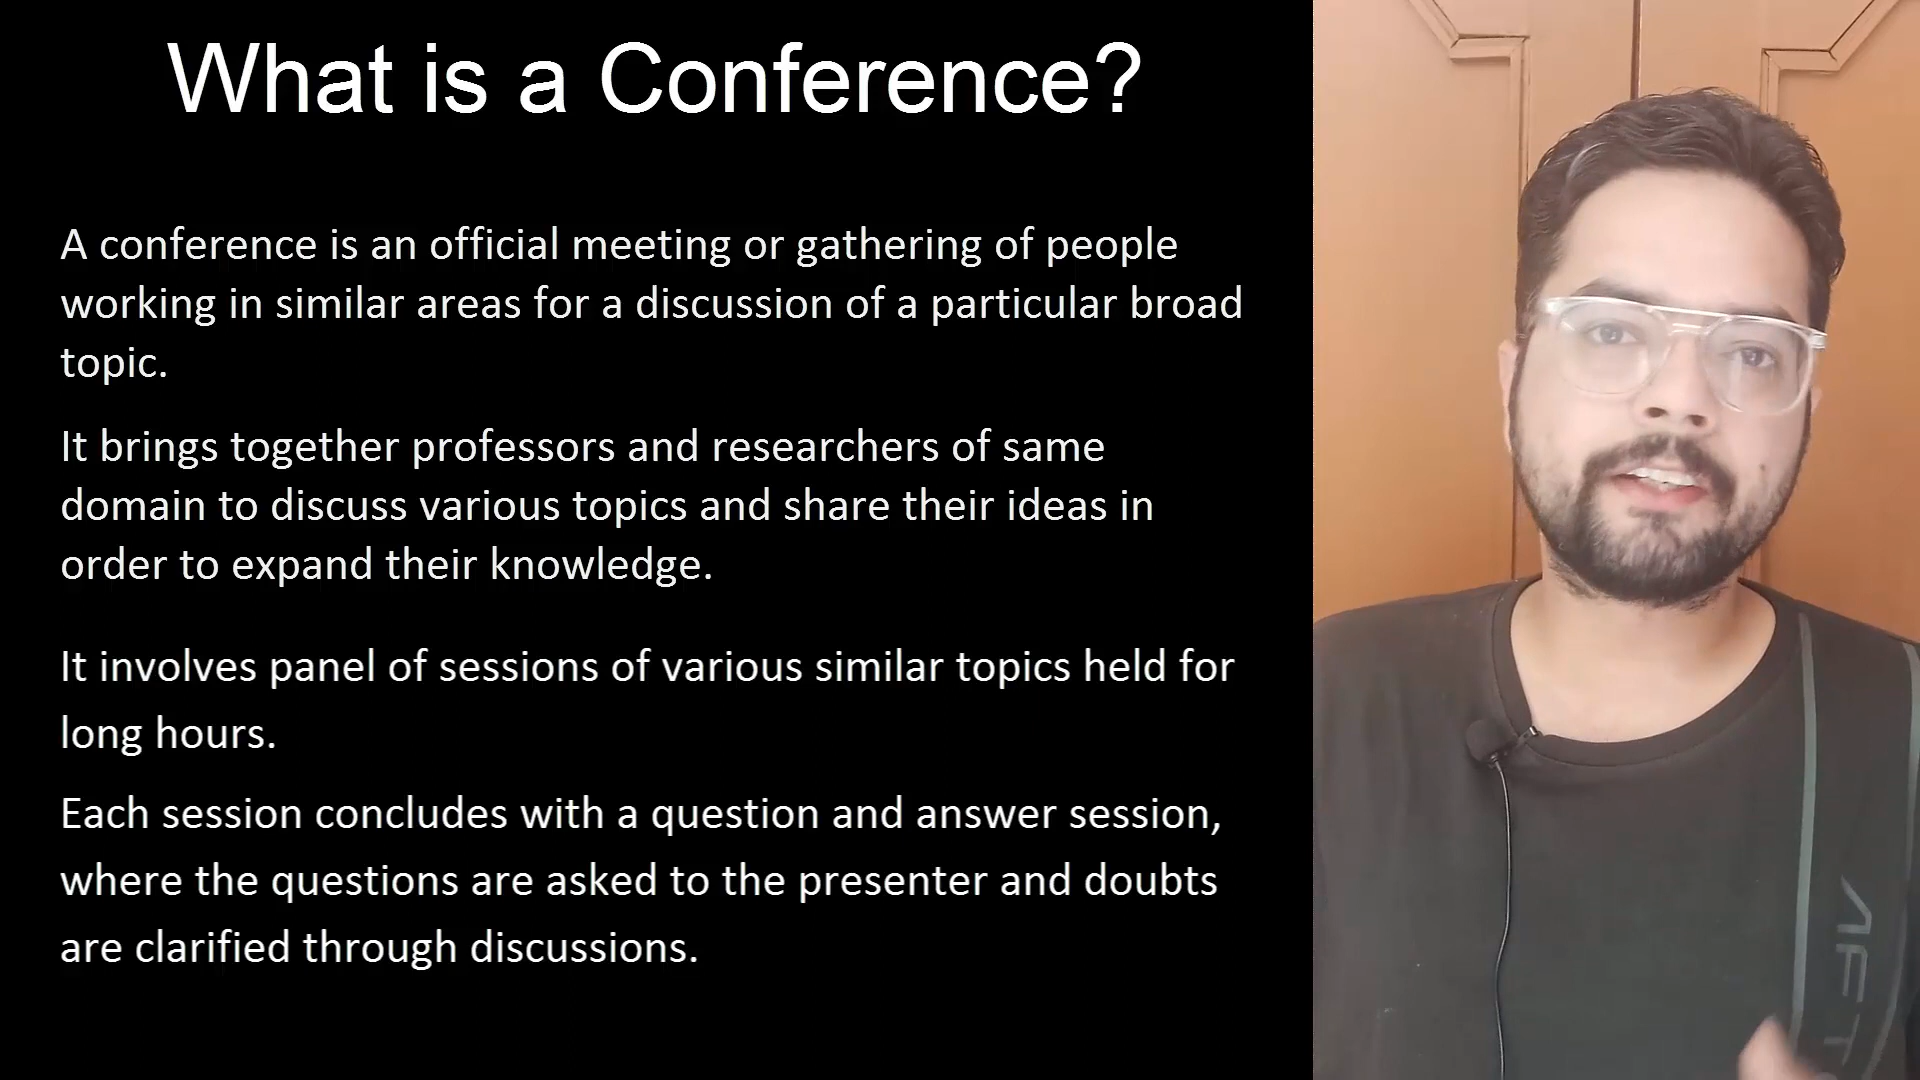 What is a Conference?
A conference is an official meeting or gathering of people
working in similar areas for a discussion of a particular broad
topic.
It brings together professors and researchers of same
domain to discuss various topics and share their ideas in
order to expand their knowledge.
It involves panel of sessions of various similar topics held for
long hours.
Each session concludes with a question and answer session,
where the questions are asked to the presenter and doubts
are clarified through discussions.